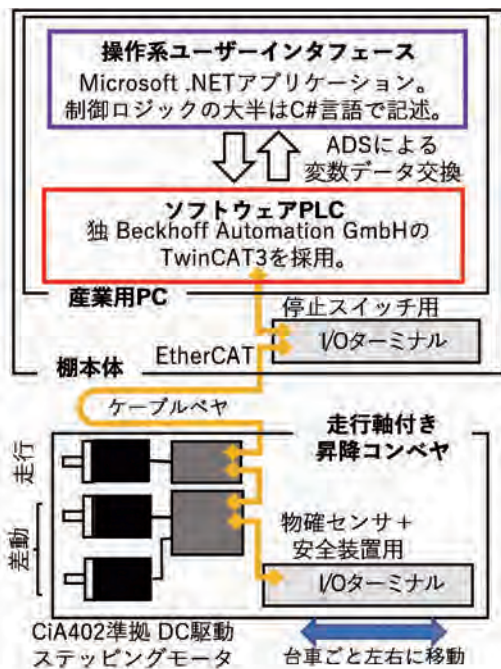 操作系ユーザーインタフェース
Microsoft .NETアプリケーション。
制御ロジックの大半はC#言語で記述。
ADSによる
変数データ交換
ソフトウェアPLC
独 Beckhoff Automation GmbHの
TwinCAT3を採用。
産業用PC
停止スイッチ用
I/Oターミナル
EtherCAT
棚本体
ケーブルベヤ
走行軸付き
昇降コンベヤ
走行
差動
物確センサ+
安全装置用
I/Oターミナル
CiA402準拠 DC駆動
ステッピングモータ
台車ごと左右に移動